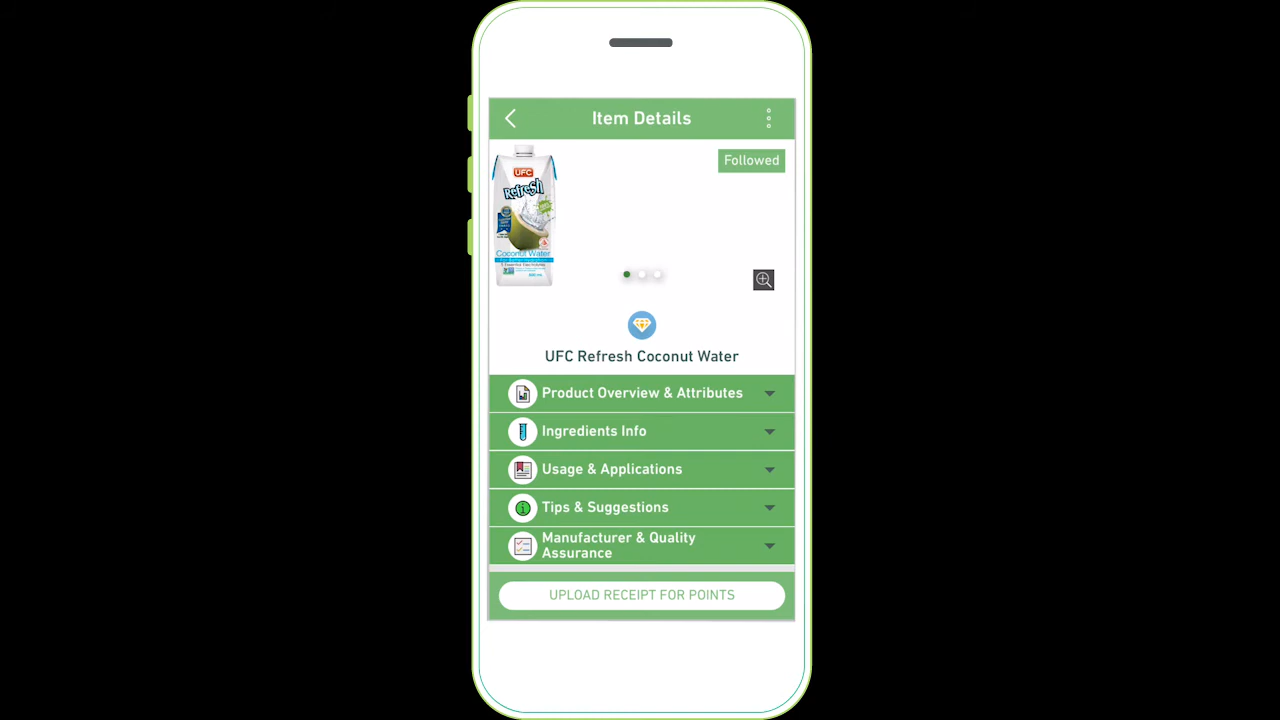 Item Details
Followed
UFC
Refresh
Coconut Water
UFC Refresh Coconut Water
Product Overview & Attributes
Ingredients Info
Usage & Applications
Tips & Suggestions
Manufacturer & Quality
Assurance
UPLOAD RECEIPT FOR POINTS